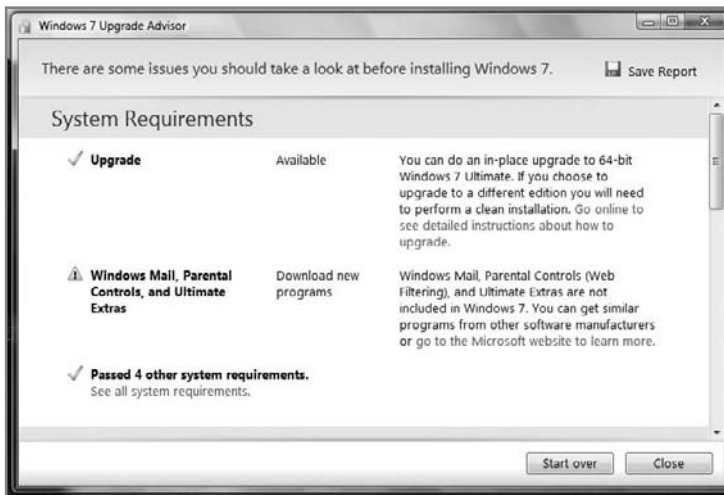 Windows 7 Upgrade Advisor
There are some issues you should take a look at before installing Windows 7.
Save Report
System Requirements
Upgrade
Available
You can do an in-place upgrade to 64-bit
Windows 7 Ultimate. If you choose to
upgrade to a different edition you will need
to perform a clean installation. Go online to
see detailed instructions about how to
upgrade.
Windows Mail, Parental
Controls, and Ultimate
Extras
Download new
programs
Windows Mail, Parental Controls (Web
Filtering), and Ultimate Extras are not
included in Windows 7. You can get similar
programs from other software manufacturers
or go to the Microsoft website to learn more.
Passed 4 other system requirements.
See all system requirements.
Start over
Close